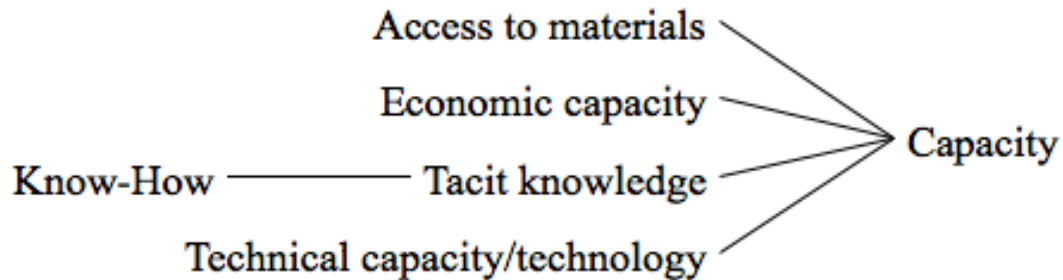 Access to materials
Economic capacity
Capacity
Know-How
Tacit knowledge
Technical capacity/technology